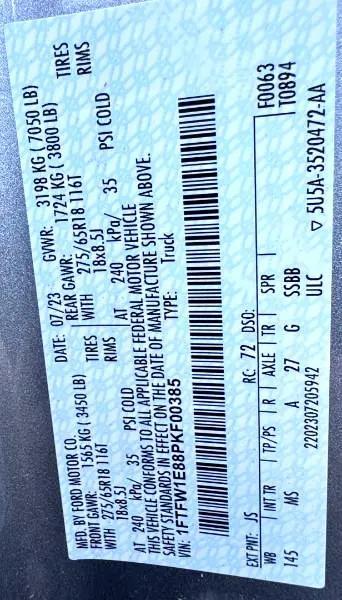 MFD. BY FORD MOTOR CO. DATE: 07/23 GVWR: 3198 KG (7050 LB)
FRONT GAWR: 1565 KG (3450 LB) REAR GAWR: 1724 KG (3800 LB)
WITH 275/65R18 116T TIRES WITH 275/65R18 116T TIRES
18x8.5J RIMS 18x8.5J RIMS
AT 240 kPa/ 35 PSI COLD AT 240 kPa/ 35 PSI COLD
THIS VEHICLE CONFORMS TO ALL APPLICABLE FEDERAL MOTOR VEHICLE
SAFETY STANDARDS IN EFFECT ON THE DATE OF MANUFACTURE SHOWN ABOVE.
VIN: 1FTFW1E88PKF00385 TYPE: Truck
F0063
T0894
EXT PNT: JS RC: 72 DSO:
WB INT TR TP/PS R AXLE TR SPR
145 MS A 27 G SSBB
2202307205942 ULC ▽ 5U5A-3520472-AA